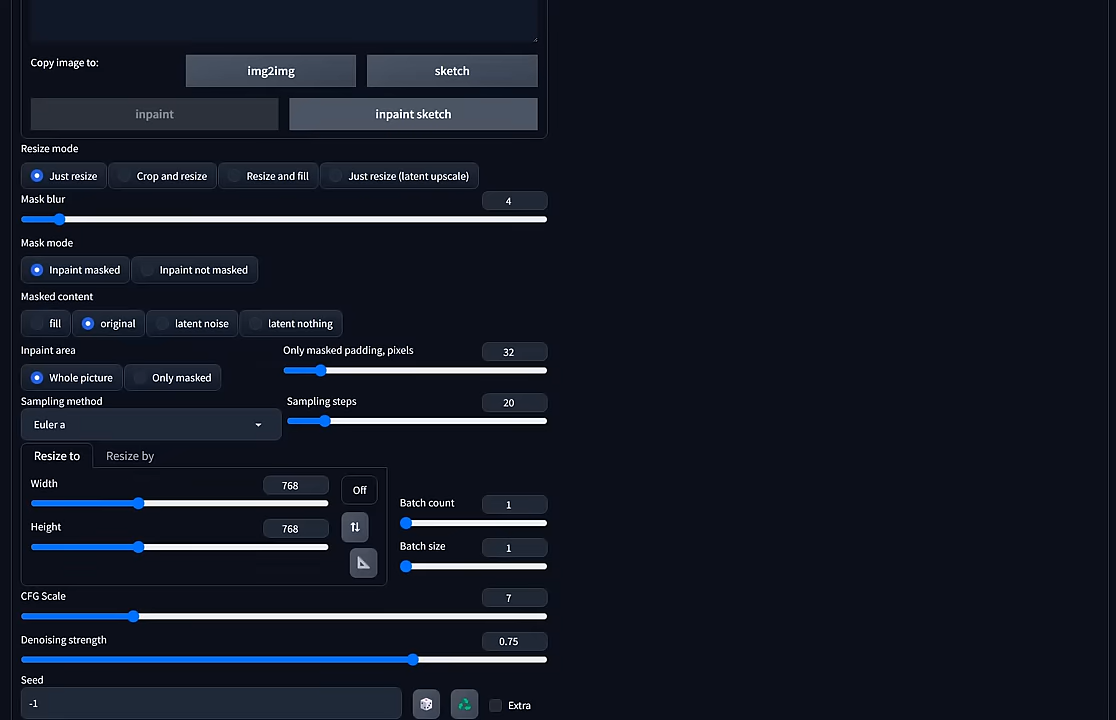 Copy image to:
img2img
sketch
inpaint
inpaint sketch
Resize mode
Just resize
Crop and resize
Resize and fill
Just resize (latent upscale)
Mask blur
4
Mask mode
Inpaint masked
Inpaint not masked
Masked content
fill
original
latent noise
latent nothing
Inpaint area
Only masked padding, pixels
32
Whole picture
Only masked
Sampling method
Sampling steps
20
Euler a
Resize to
Resize by
Width
768
Off
Height
768
Batch count
1
Batch size
1
CFG Scale
7
Denoising strength
0.75
Seed
-1
Extra